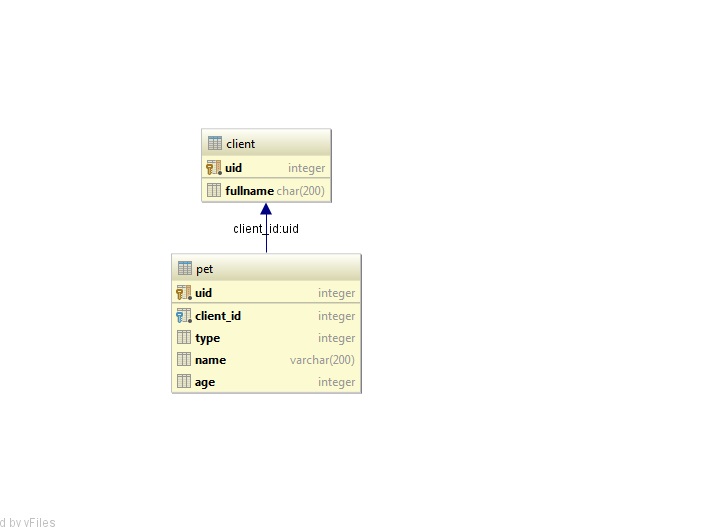 client
uid integer
fullname char(200)
client_id:uid
pet
uid integer
client_id integer
type integer
name varchar(200)
age integer
d by yFiles